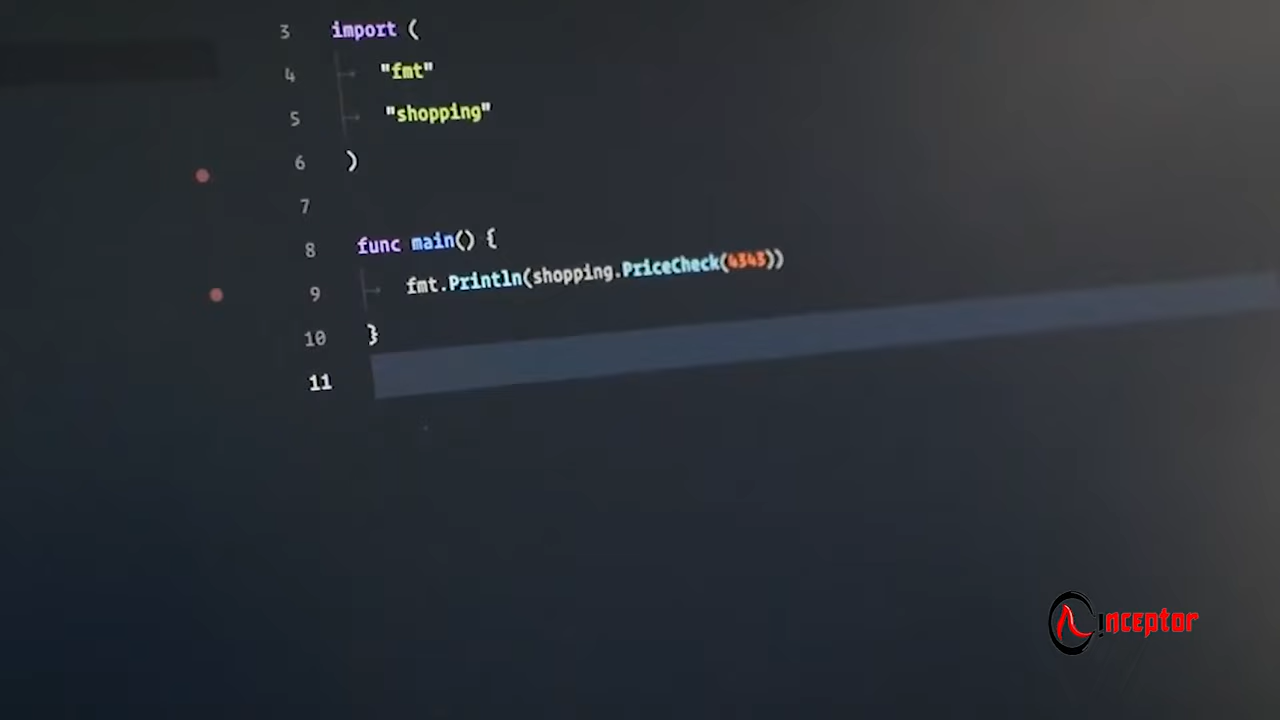 3 import (
4 "fmt"
5 "shopping"
6 )
7
8 func main() {
9 fmt.Println(shopping.PriceCheck(4343))
10 }
11
inceptor